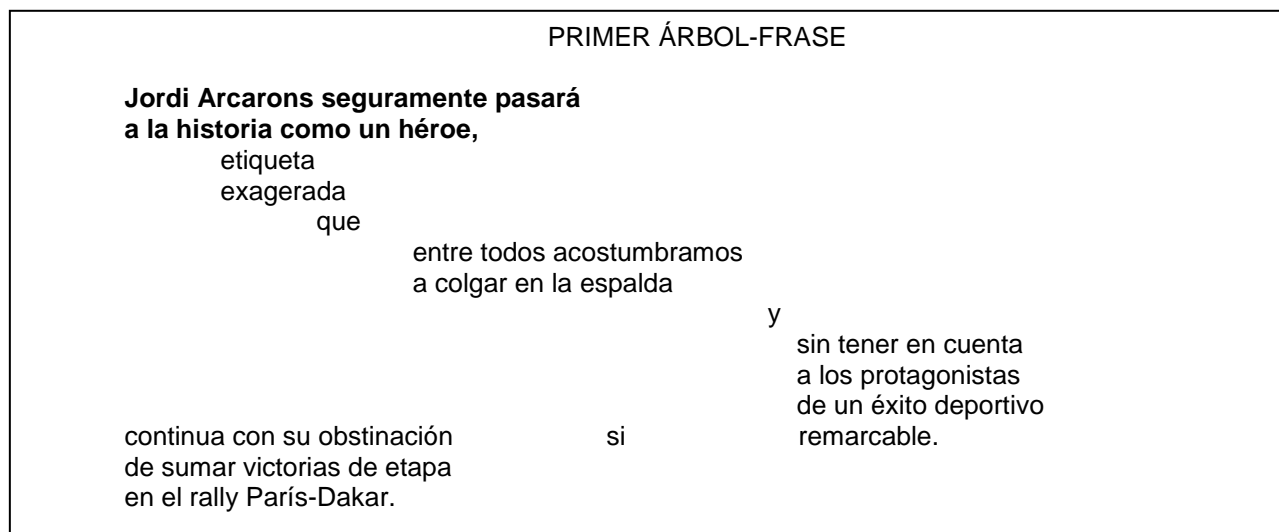 PRIMER ÁRBOL-FRASE
Jordi Arcarons seguramente pasará
a la historia como un héroe,
etiqueta
exagerada
que
entre todos acostumbramos
a colgar en la espalda
y
sin tener en cuenta
a los protagonistas
de un éxito deportivo
continua con su obstinación si remarcable.
de sumar victorias de etapa
en el rally París-Dakar.